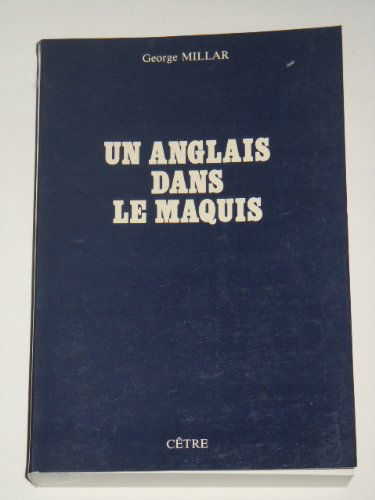 George MILLAR
UN ANGLAIS
DANS
LE MAQUIS
CÊTRE